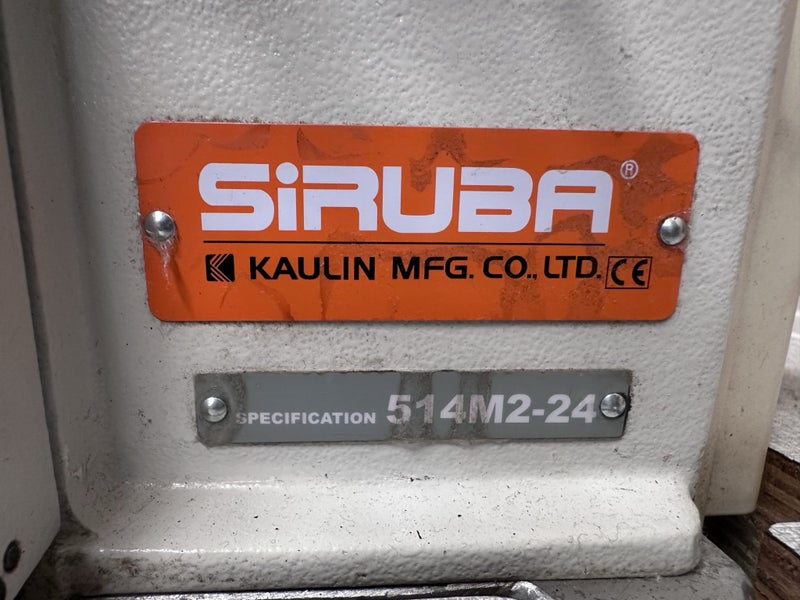 SiRUBA®
KAULIN MFG. CO., LTD. CE
SPECIFICATION 514M2-24